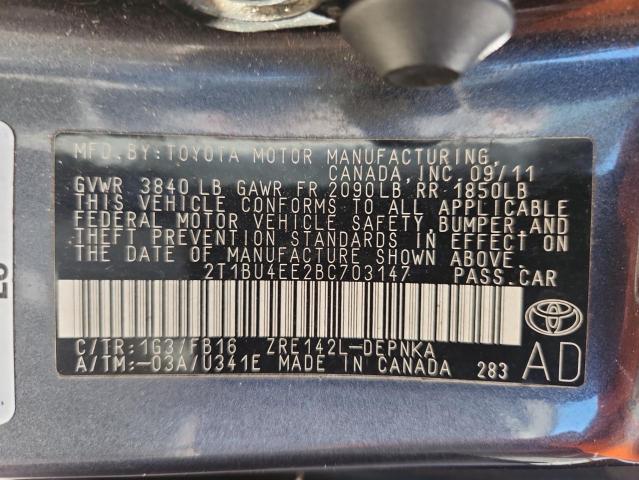 MFD. BY: TOYOTA MOTOR MANUFACTURING,
CANADA, INC. 09/11
GVWR 3840 LB GAWR FR 2090LB, RR 1850LB
THIS VEHICLE CONFORMS TO ALL APPLICABLE
FEDERAL MOTOR VEHICLE SAFETY, BUMPER, AND
THEFT PREVENTION STANDARDS IN EFFECT ON
THE DATE OF MANUFACTURE SHOWN ABOVE.
2T1BU4EE2BC703147 PASS. CAR
C/TR: 1G3/FB16 ZRE142L-DEPNKA
A/TM: -03A/U341E MADE IN CANADA 283
AD